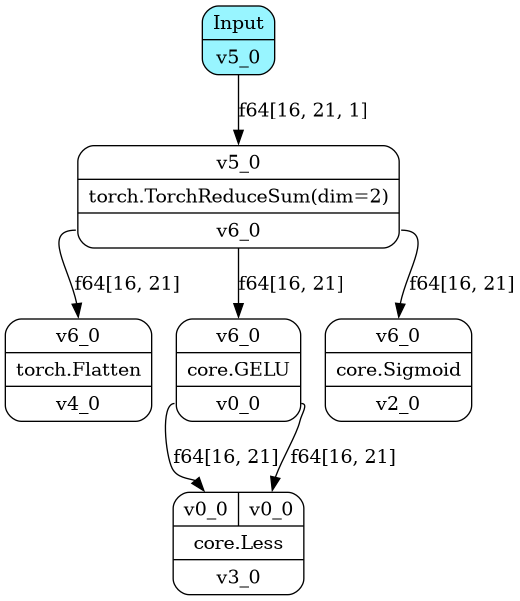 Input
v5_0
f64[16, 21, 1]
v5_0
torch.TorchReduceSum(dim=2)
v6_0
f64[16, 21]
f64[16, 21]
f64[16, 21]
v6_0
torch.Flatten
v4_0
v6_0
core.GELU
v0_0
v6_0
core.Sigmoid
v2_0
f64[16, 21]
f64[16, 21]
v0_0 v0_0
core.Less
v3_0